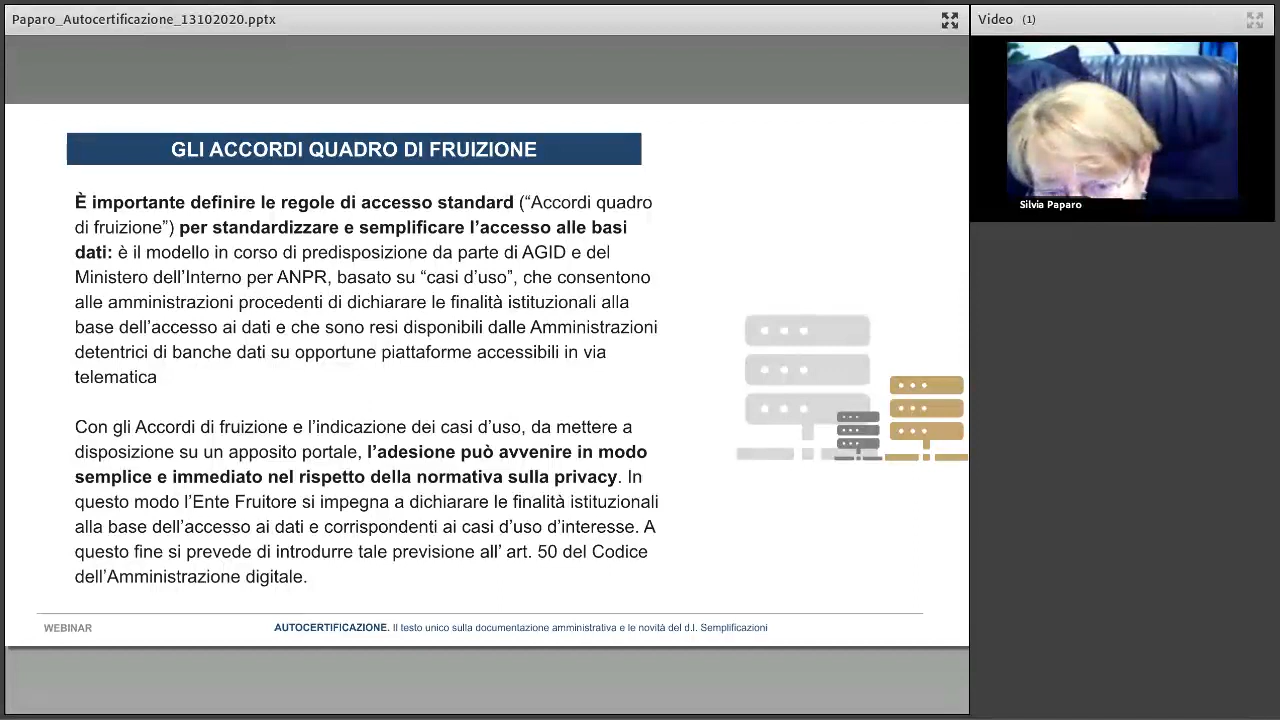 Paparo_Autocertificazione_13102020.pptx
Video (1)
Silvia Paparo
GLI ACCORDI QUADRO DI FRUIZIONE
È importante definire le regole di accesso standard (“Accordi quadro
di fruizione”) per standardizzare e semplificare l’accesso alle basi
dati: è il modello in corso di predisposizione da parte di AGID e del
Ministero dell’Interno per ANPR, basato su “casi d’uso”, che consentono
alle amministrazioni procedenti di dichiarare le finalità istituzionali alla
base dell’accesso ai dati e che sono resi disponibili dalle Amministrazioni
detentrici di banche dati su opportune piattaforme accessibili in via
telematica
Con gli Accordi di fruizione e l’indicazione dei casi d’uso, da mettere a
disposizione su un apposito portale, l’adesione può avvenire in modo
semplice e immediato nel rispetto della normativa sulla privacy. In
questo modo l’Ente Fruitore si impegna a dichiarare le finalità istituzionali
alla base dell’accesso ai dati e corrispondenti ai casi d’uso d’interesse. A
questo fine si prevede di introdurre tale previsione all’ art. 50 del Codice
dell’Amministrazione digitale.
WEBINAR
AUTOCERTIFICAZIONE. Il testo unico sulla documentazione amministrativa e le novità del d.l. Semplificazioni